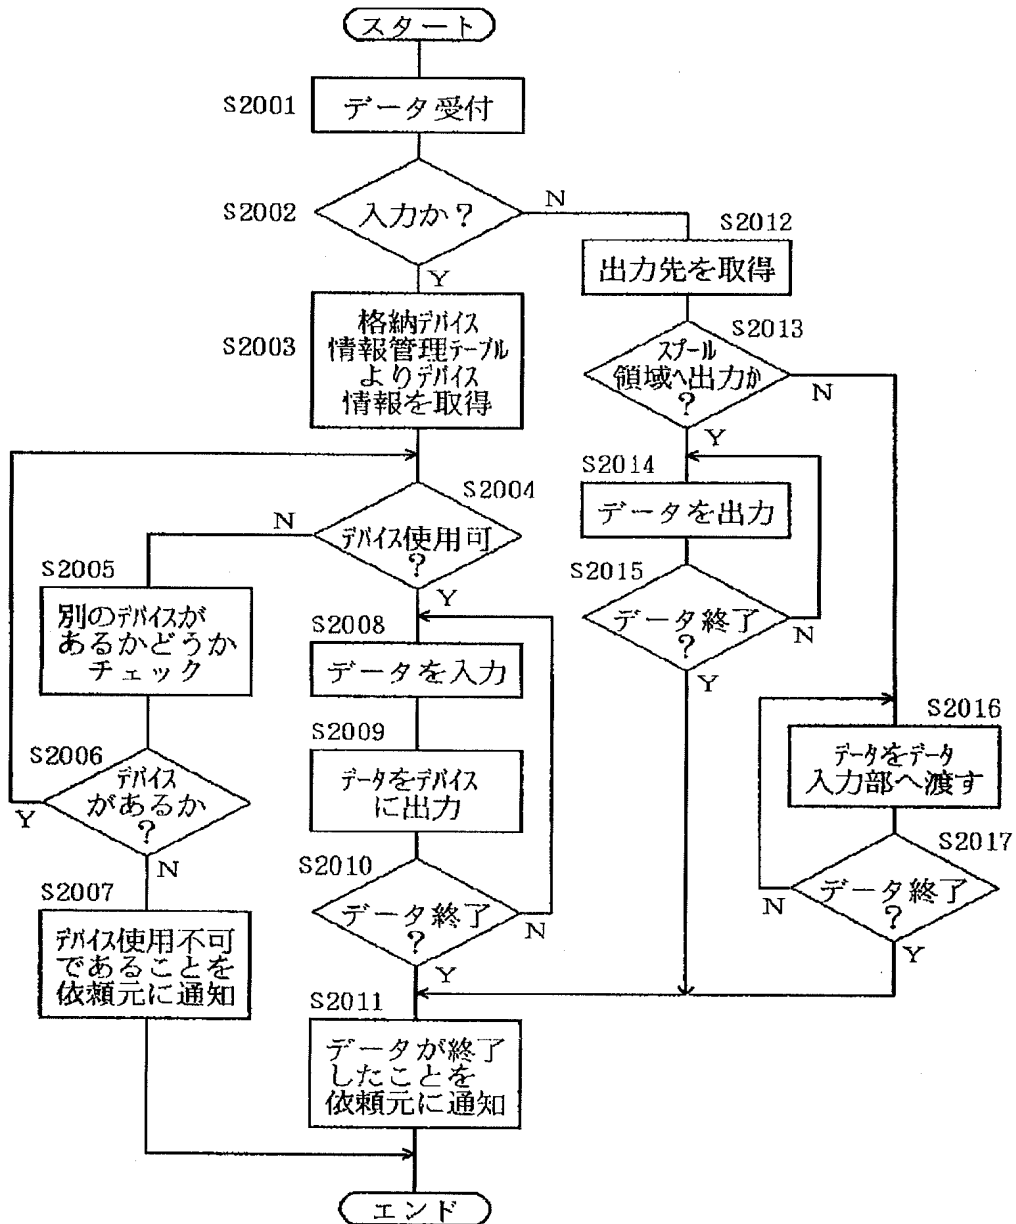 スタート
S2001
データ受付
S2002
入力か?
N
Y
S2003
格納デバイス
情報管理テーブル
よりデバイス
情報を取得
S2004
デバイス使用可
?
N
Y
S2005
別のデバイスが
あるかどうか
チェック
S2006
デバイス
があるか
?
Y
N
S2007
デバイス使用不可
であることを
依頼元に通知
S2008
データを入力
S2009
データをデバイス
に出力
S2010
データ終了
?
N
Y
S2011
データが終了
したことを
依頼元に通知
S2012
出力先を取得
S2013
スプール
領域へ出力か
?
N
Y
S2014
データを出力
S2015
データ終了
?
N
Y
S2016
データをデータ
入力部へ渡す
S2017
データ終了
?
N
Y
エンド